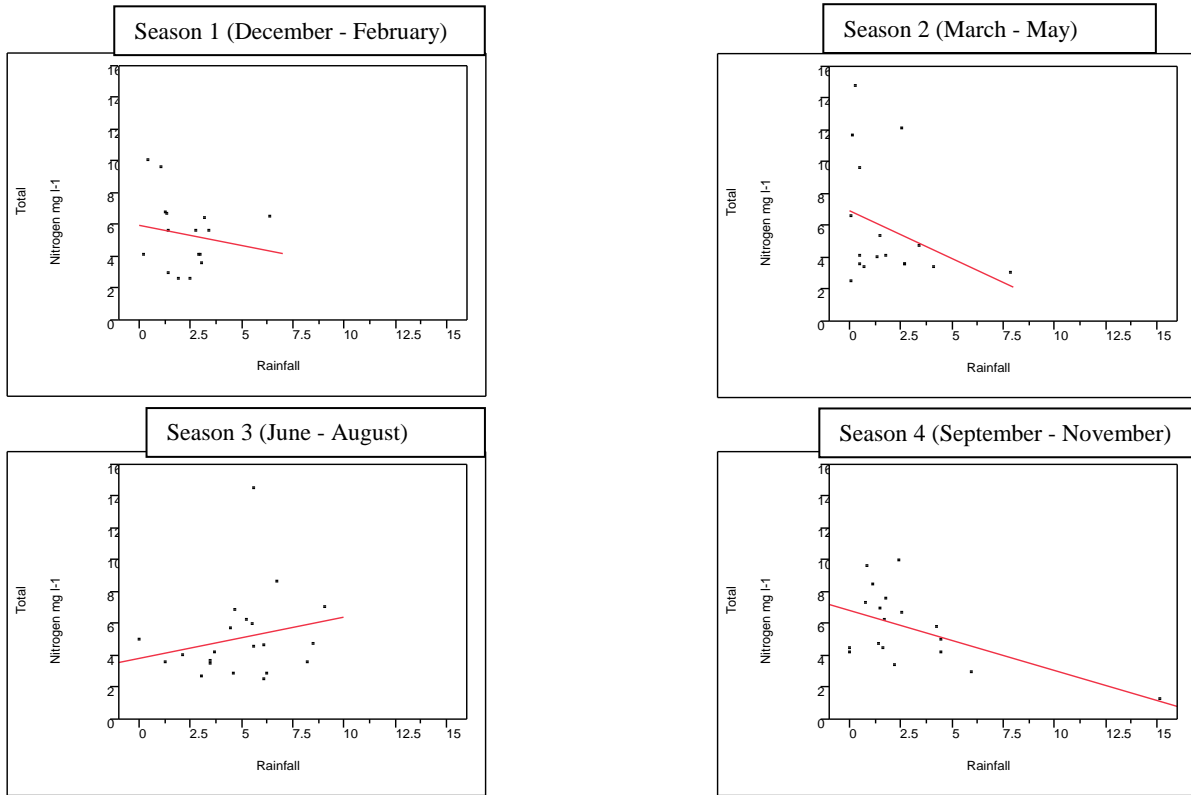 Season 1 (December - February)
16
14
12
10
8
6
4
2
0
Total
Nitrogen mg l-1
0 2.5 5 7.5 10 12.5 15
Rainfall
Season 2 (March - May)
16
14
12
10
8
6
4
2
0
Total
Nitrogen mg l-1
0 2.5 5 7.5 10 12.5 15
Rainfall
Season 3 (June - August)
16
14
12
10
8
6
4
2
0
Total
Nitrogen mg l-1
0 2.5 5 7.5 10 12.5 15
Rainfall
Season 4 (September - November)
16
14
12
10
8
6
4
2
0
Total
Nitrogen mg l-1
0 2.5 5 7.5 10 12.5 15
Rainfall